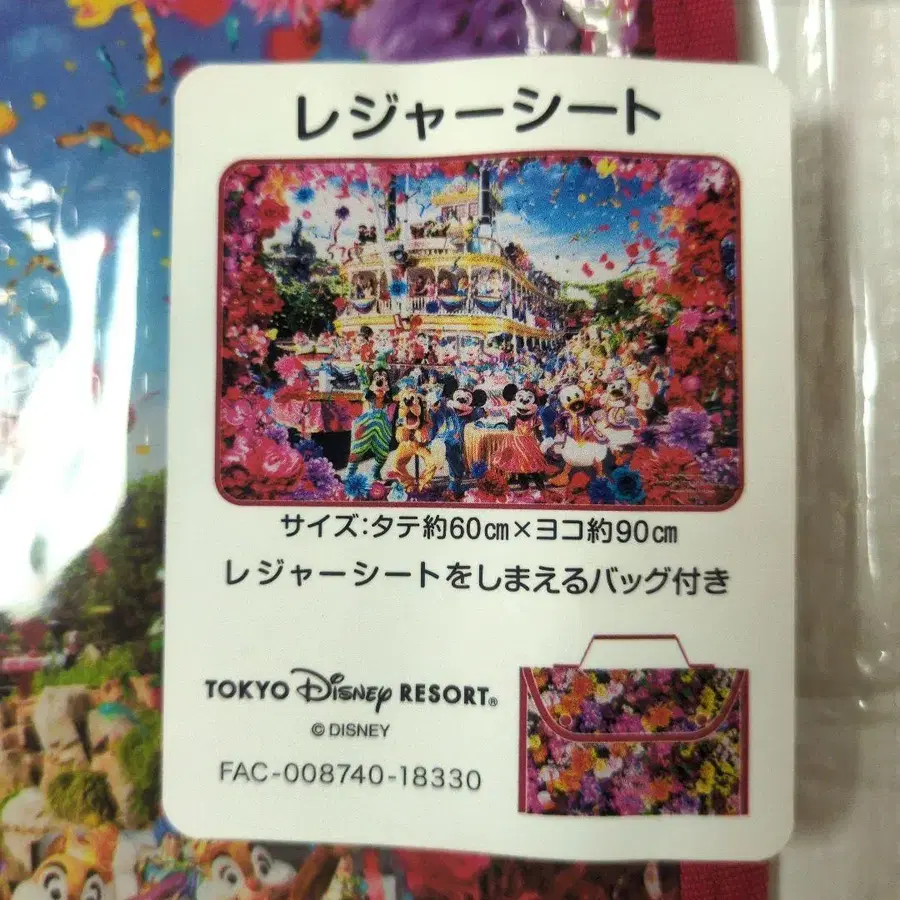 レジャーシート
サイズ:タテ約60㎝×ヨコ約90㎝
レジャーシートをしまえるバッグ付き
TOKYO Disney RESORT®
© DISNEY
FAC-008740-18330